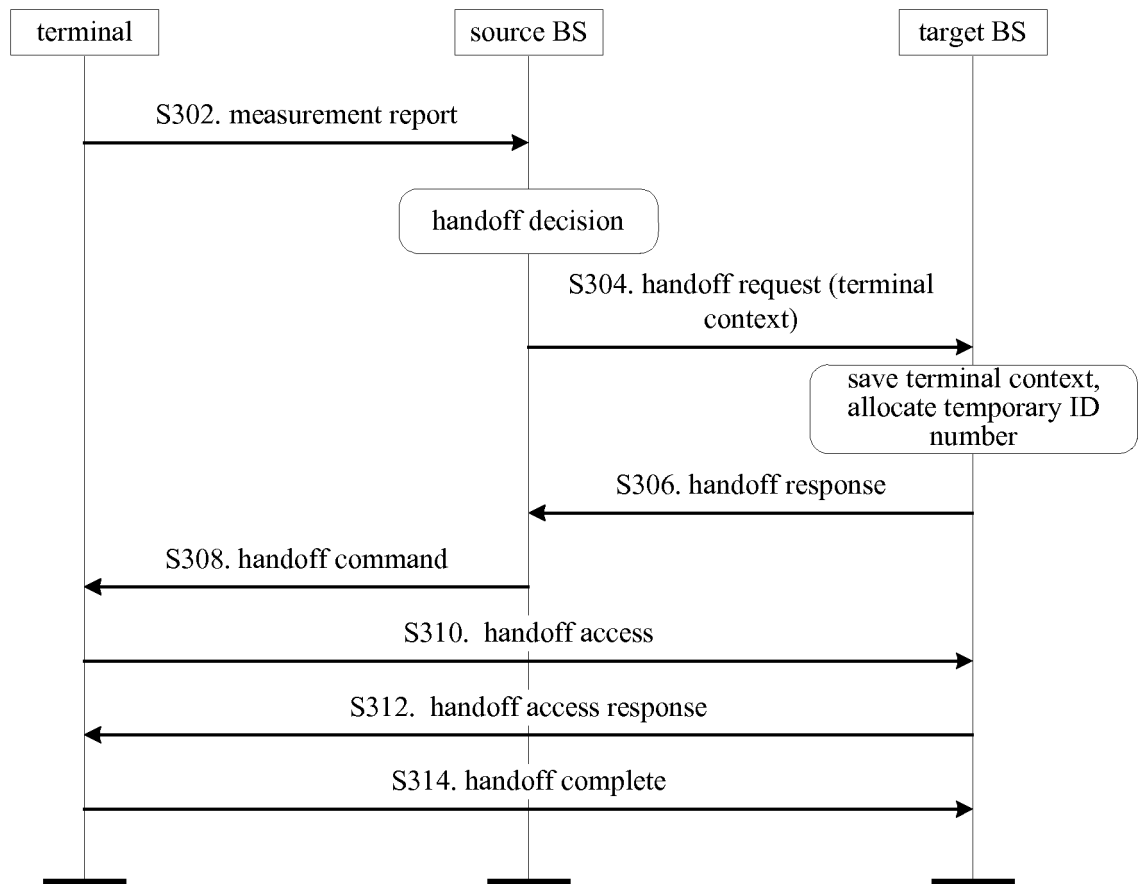 terminal
source BS
target BS
S302. measurement report
handoff decision
S304. handoff request (terminal
context)
save terminal context,
allocate temporary ID
number
S306. handoff response
S308. handoff command
S310. handoff access
S312. handoff access response
S314. handoff complete